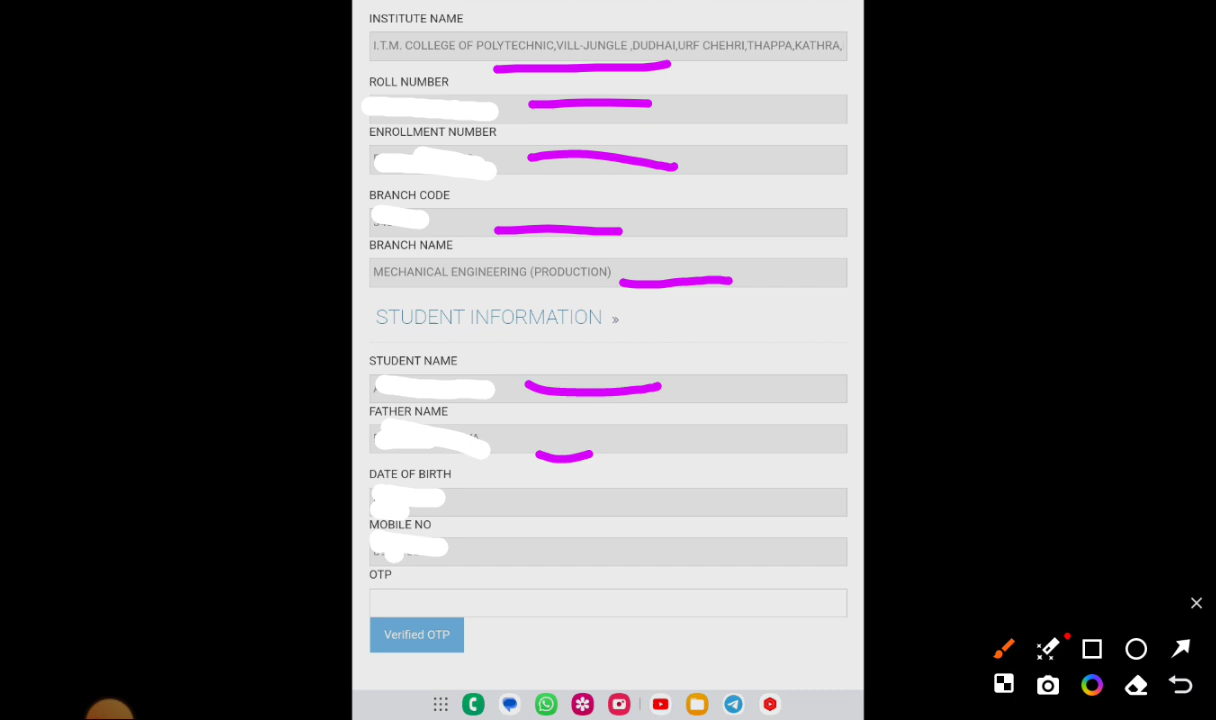 INSTITUTE NAME
I.T.M. COLLEGE OF POLYTECHNIC,VILL-JUNGLE ,DUDHAI,URF CHEHRI,THAPPA,KATHRA,
ROLL NUMBER
ENROLLMENT NUMBER
BRANCH CODE
BRANCH NAME
MECHANICAL ENGINEERING (PRODUCTION)
STUDENT INFORMATION »
STUDENT NAME
FATHER NAME
DATE OF BIRTH
MOBILE NO
OTP
Verified OTP